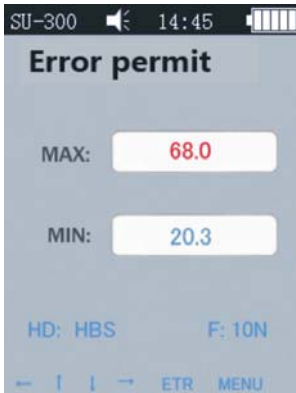 SU-300 14:45
Error permit
MAX: 68.0
MIN: 20.3
HD: HBS F: 10N
← ↑ ↓ → ETR MENU